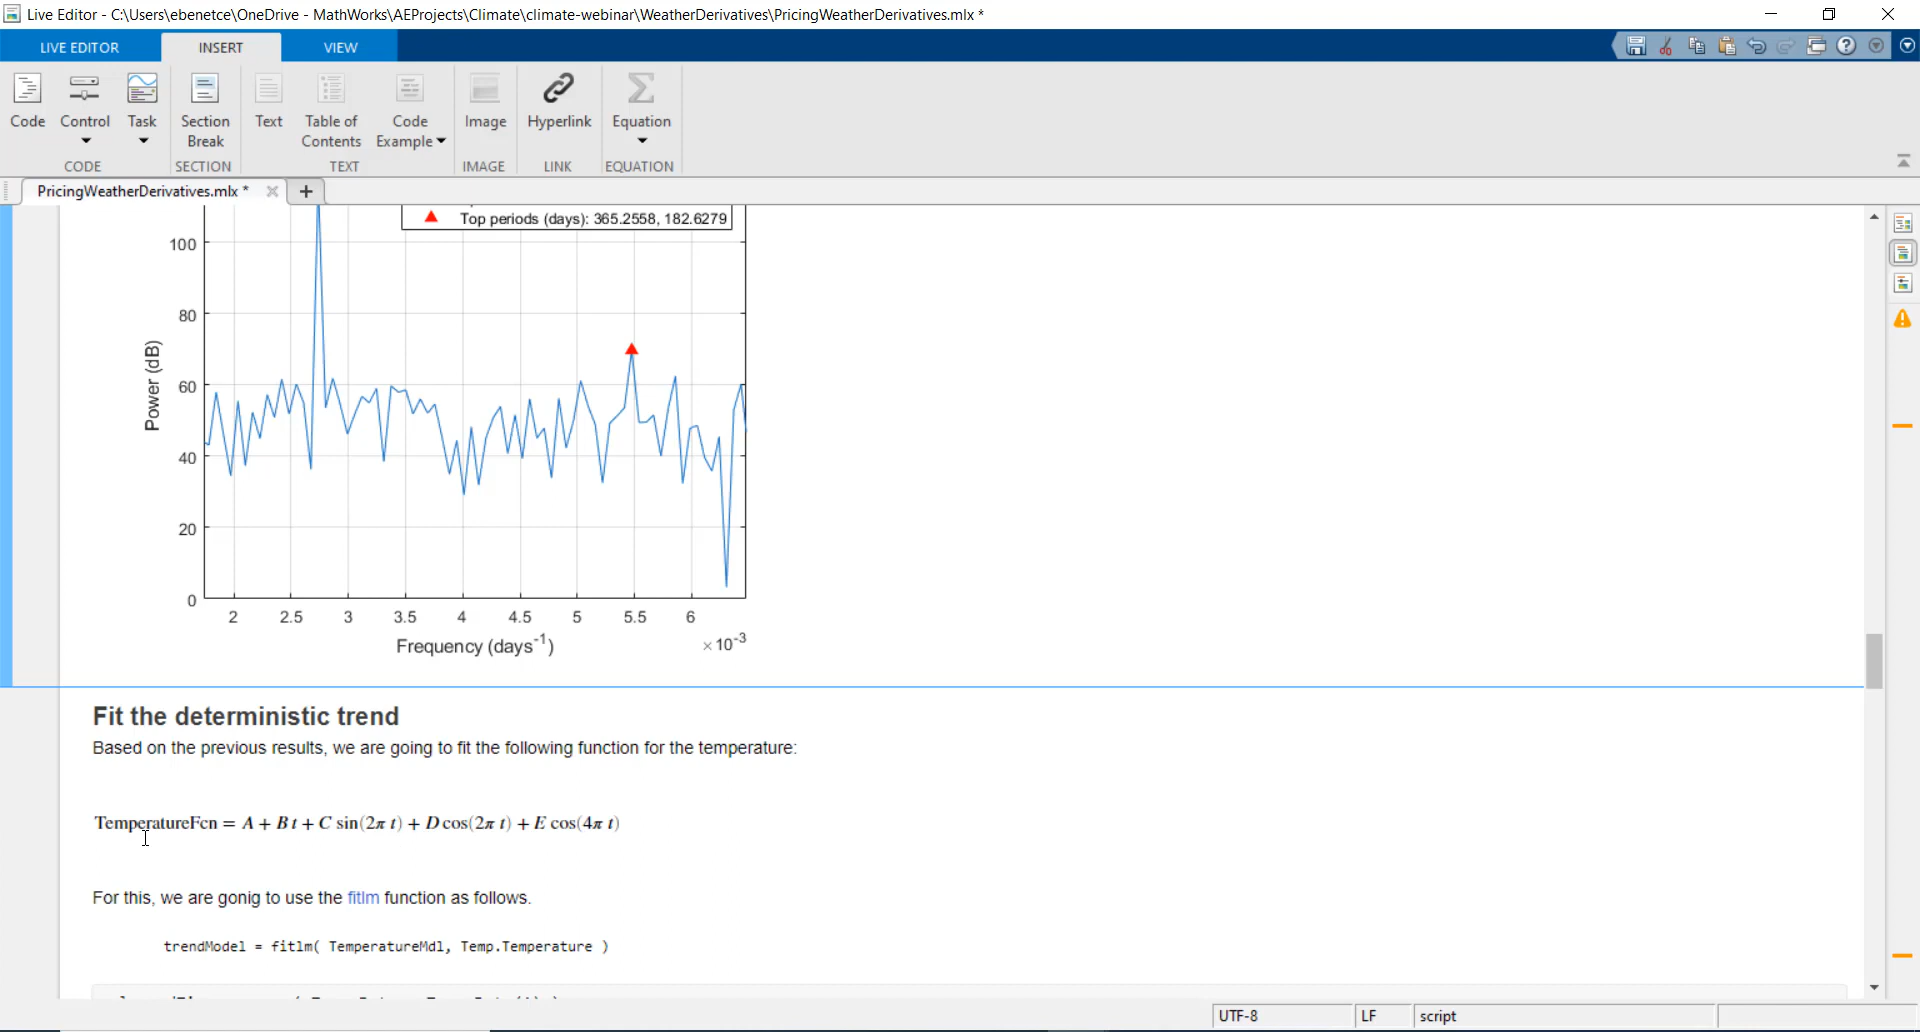 Live Editor - C:\Users\ebenetce\OneDrive - MathWorks\AEProjects\Climate\climate-webinar\WeatherDerivatives\PricingWeatherDerivatives.mlx *
LIVE EDITOR INSERT VIEW
Code Control Task Section Break Text Table of Contents Code Example Image Hyperlink Equation
CODE SECTION TEXT IMAGE LINK EQUATION
PricingWeatherDerivatives.mlx *
Top periods (days): 365.2558, 182.6279
100
80
60
40
20
0
Power (dB)
2 2.5 3 3.5 4 4.5 5 5.5 6
Frequency (days⁻¹)
×10⁻³
Fit the deterministic trend
Based on the previous results, we are going to fit the following function for the temperature:
TemperatureFcn = A + B t + C sin(2π t) + D cos(2π t) + E cos(4π t)
For this, we are gonig to use the fitlm function as follows.
trendModel = fitlm( TemperatureMdl, Temp.Temperature )
UTF-8 LF script